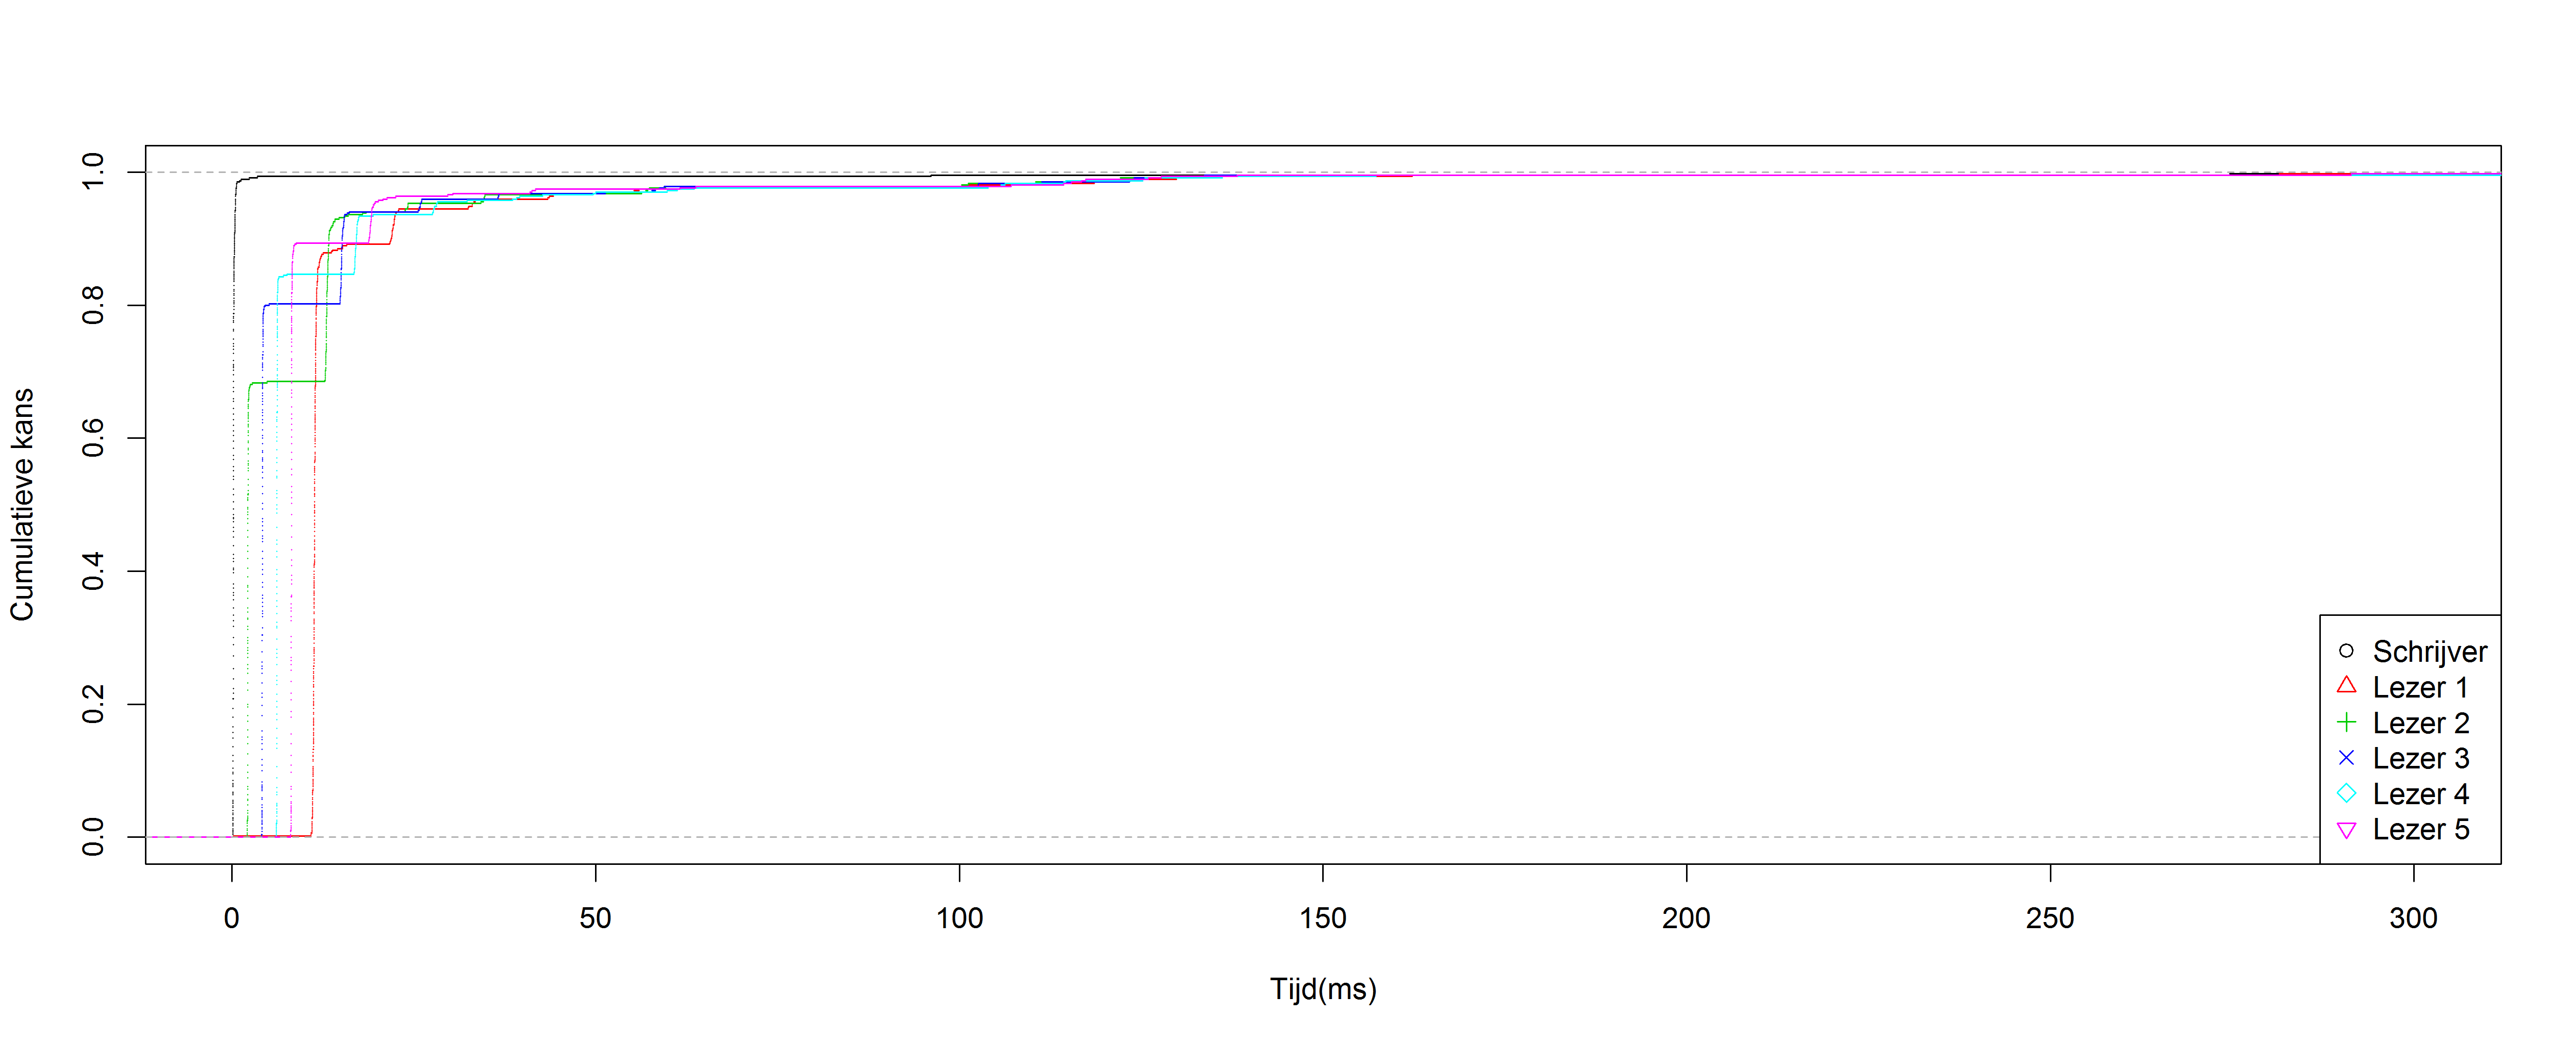 Cumulatieve kans
1.0
0.8
0.6
0.4
0.2
0.0
0 50 100 150 200 250 300
Tijd(ms)
Schrijver
Lezer 1
Lezer 2
Lezer 3
Lezer 4
Lezer 5